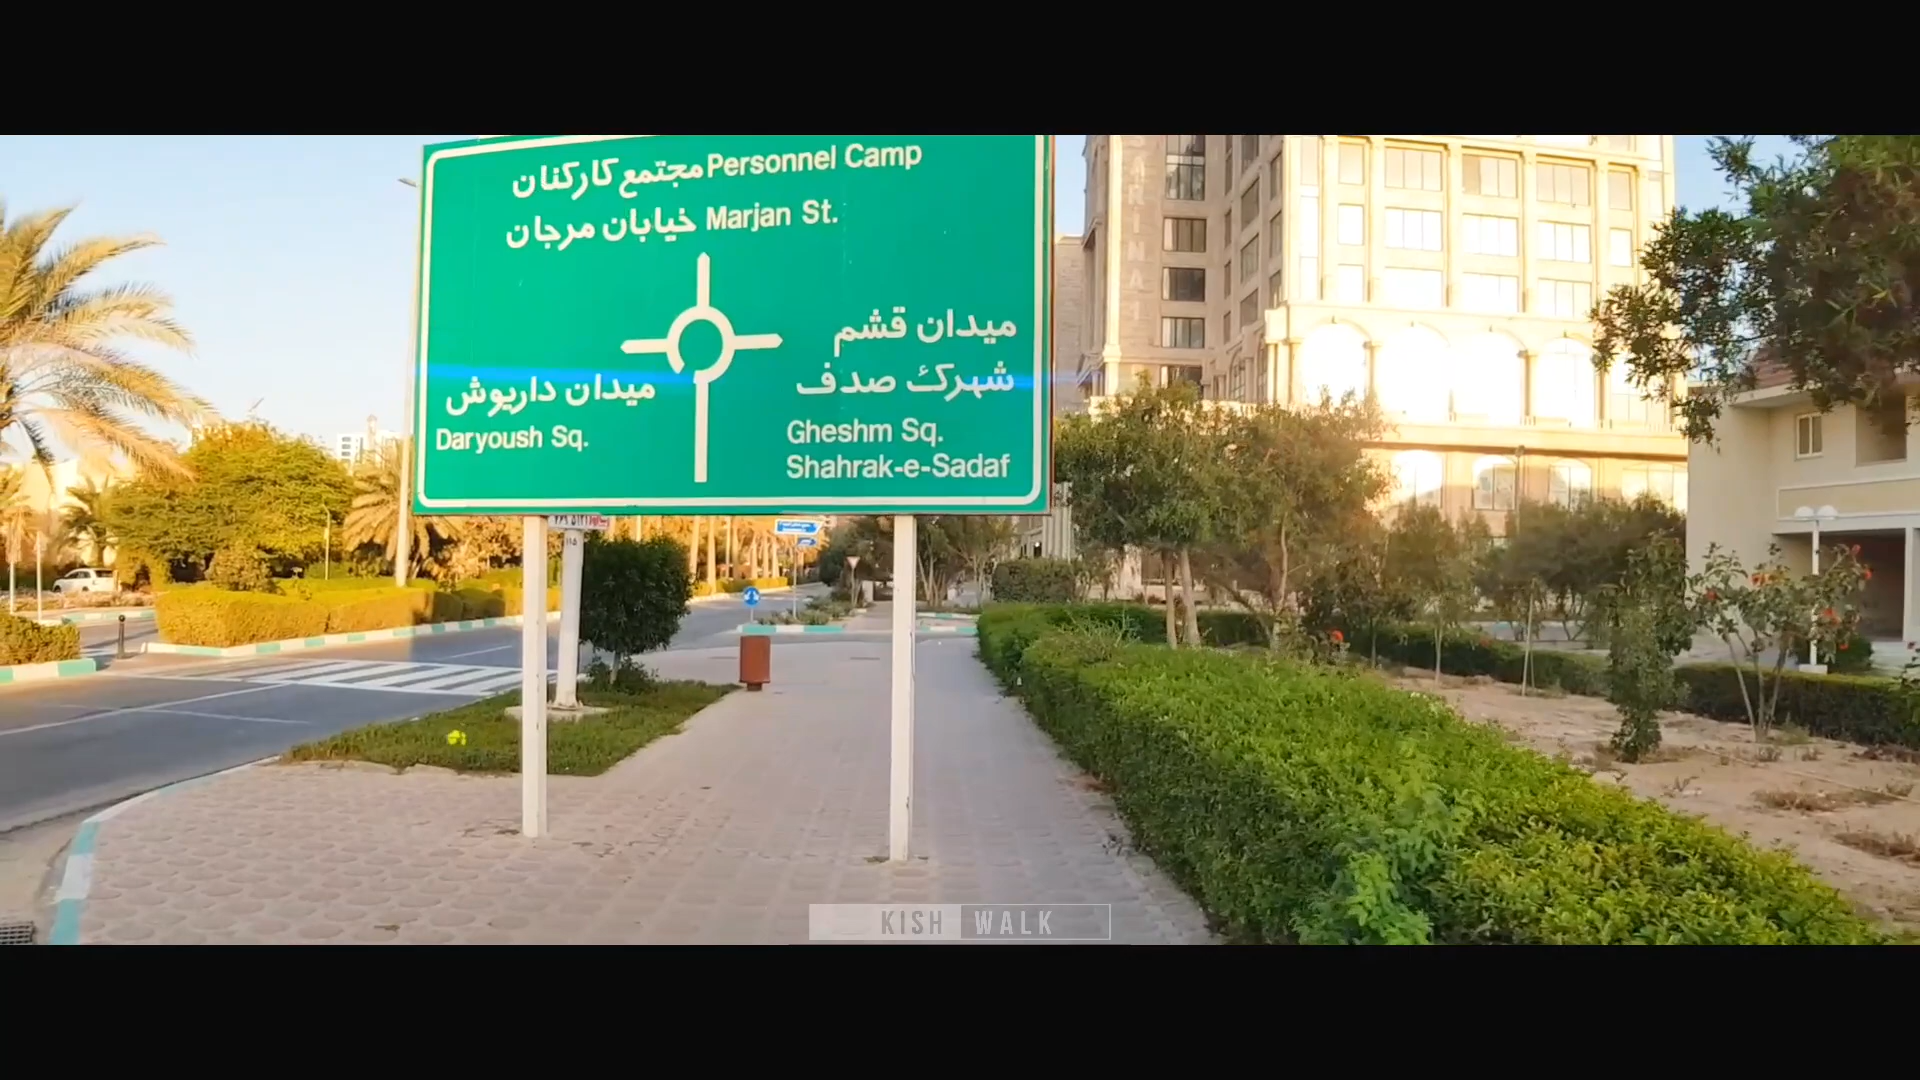 مجتمع کارکنان Personnel Camp
خیابان مرجان Marjan St.
میدان قشم
شهرک صدف
Gheshm Sq.
Shahrak-e-Sadaf
میدان داریوش
Daryoush Sq.
KISH WALK